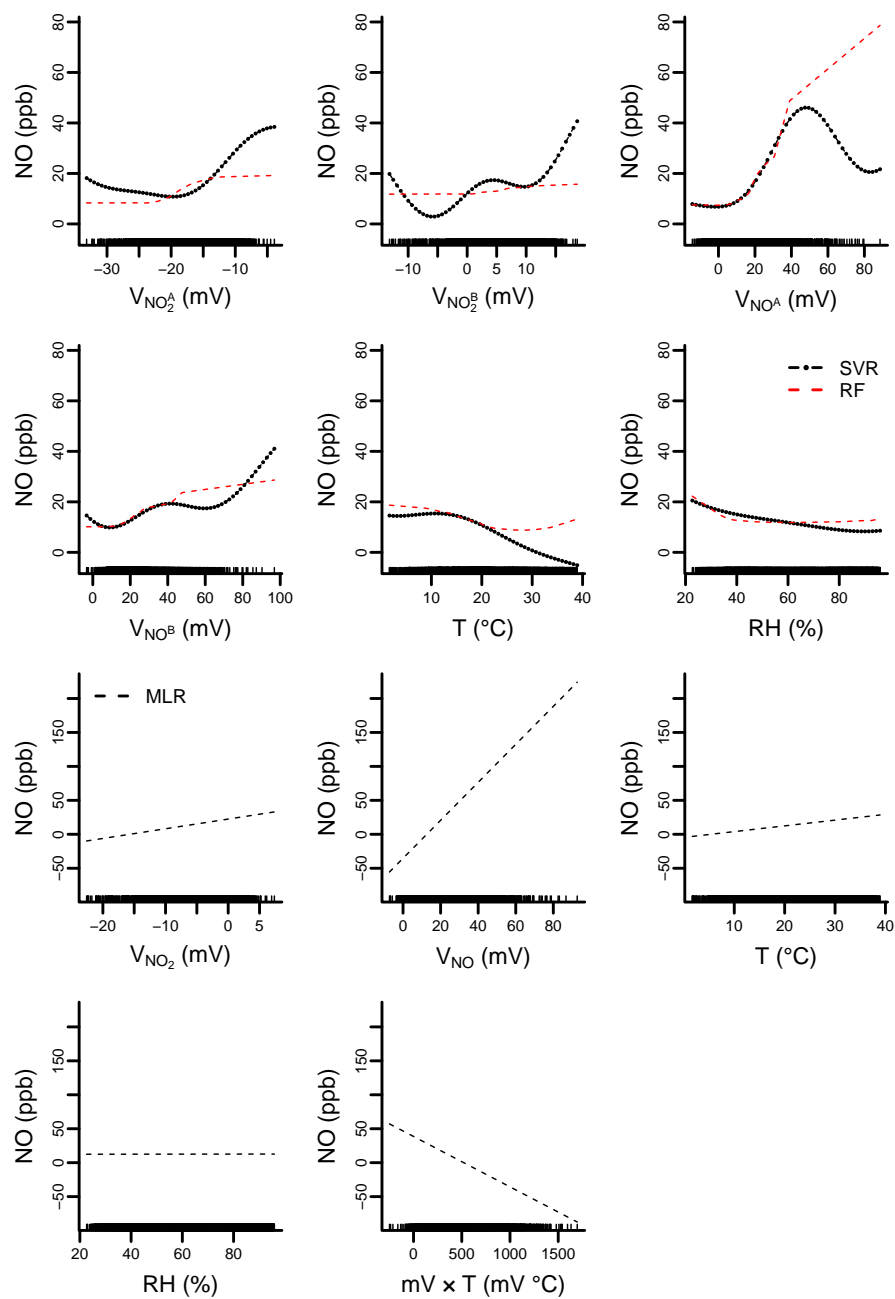 NO (ppb)
0 20 40 60 80
−30 −20 −10
V_NO₂^A (mV)
NO (ppb)
0 20 40 60 80
−10 0 5 10
V_NO₂^B (mV)
NO (ppb)
0 20 40 60 80
0 20 40 60 80
V_NO^A (mV)
NO (ppb)
0 20 40 60 80
0 20 40 60 80 100
V_NO^B (mV)
NO (ppb)
0 20 40 60 80
10 20 30 40
T (°C)
NO (ppb)
0 20 40 60 80
SVR
RF
20 40 60 80
RH (%)
NO (ppb)
−50 0 50 150
MLR
−20 −10 0 5
V_NO₂ (mV)
NO (ppb)
−50 0 50 150
0 20 40 60 80
V_NO (mV)
NO (ppb)
−50 0 50 150
10 20 30 40
T (°C)
NO (ppb)
−50 0 50 150
20 40 60 80
RH (%)
NO (ppb)
−50 0 50 150
0 500 1000 1500
mV × T (mV °C)